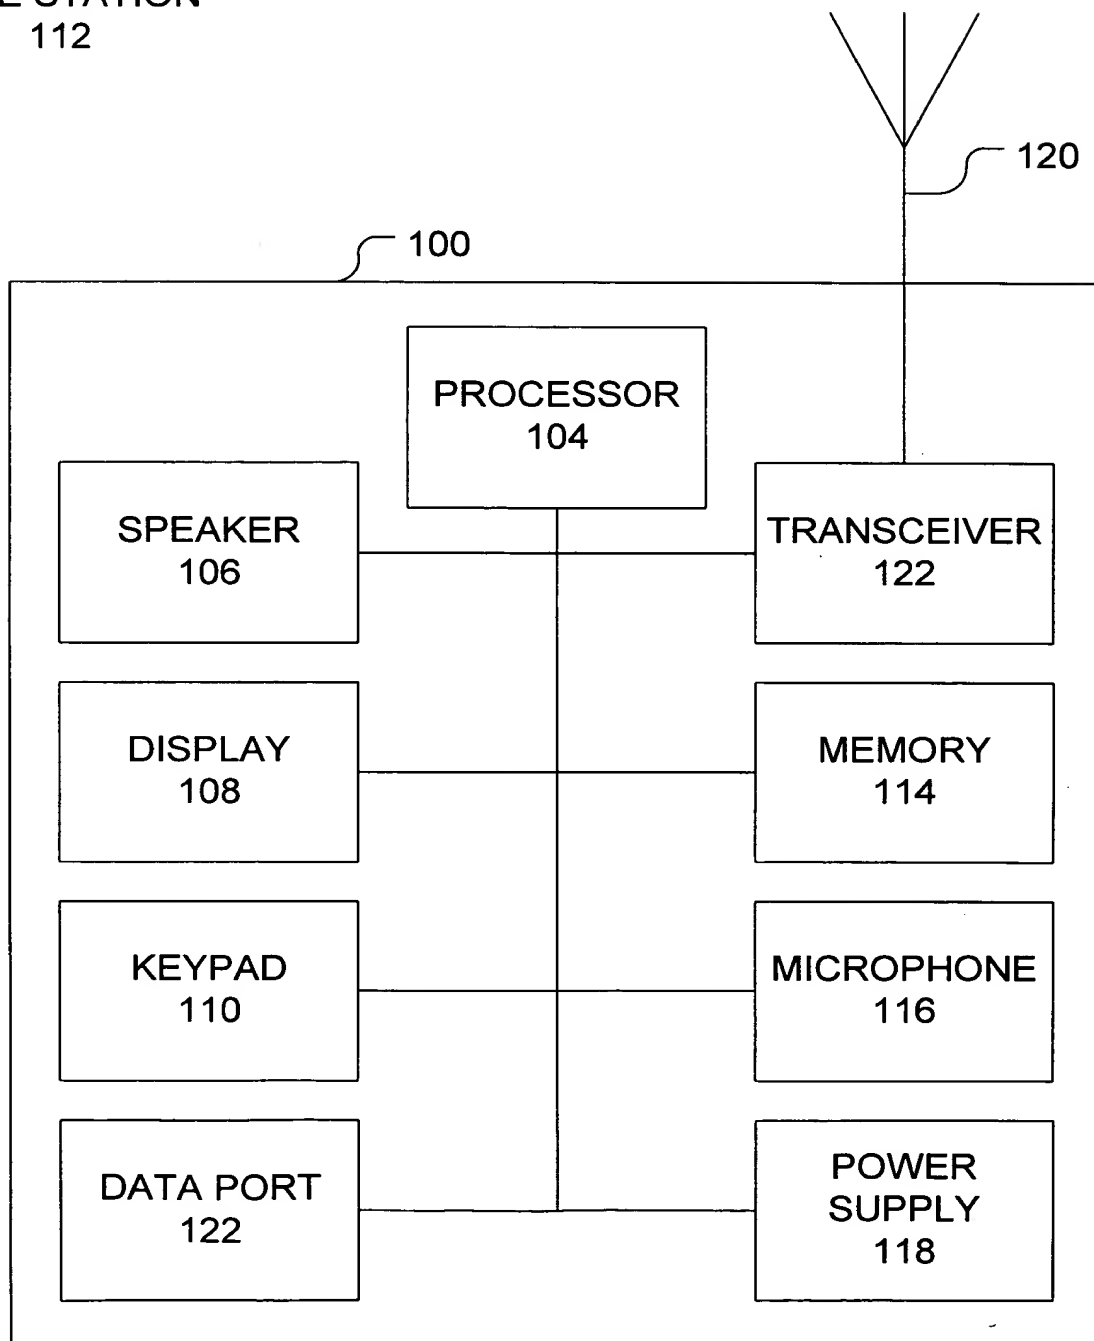 E STATION
112
120
100
PROCESSOR
104
SPEAKER
106
TRANSCEIVER
122
DISPLAY
108
MEMORY
114
KEYPAD
110
MICROPHONE
116
DATA PORT
122
POWER
SUPPLY
118